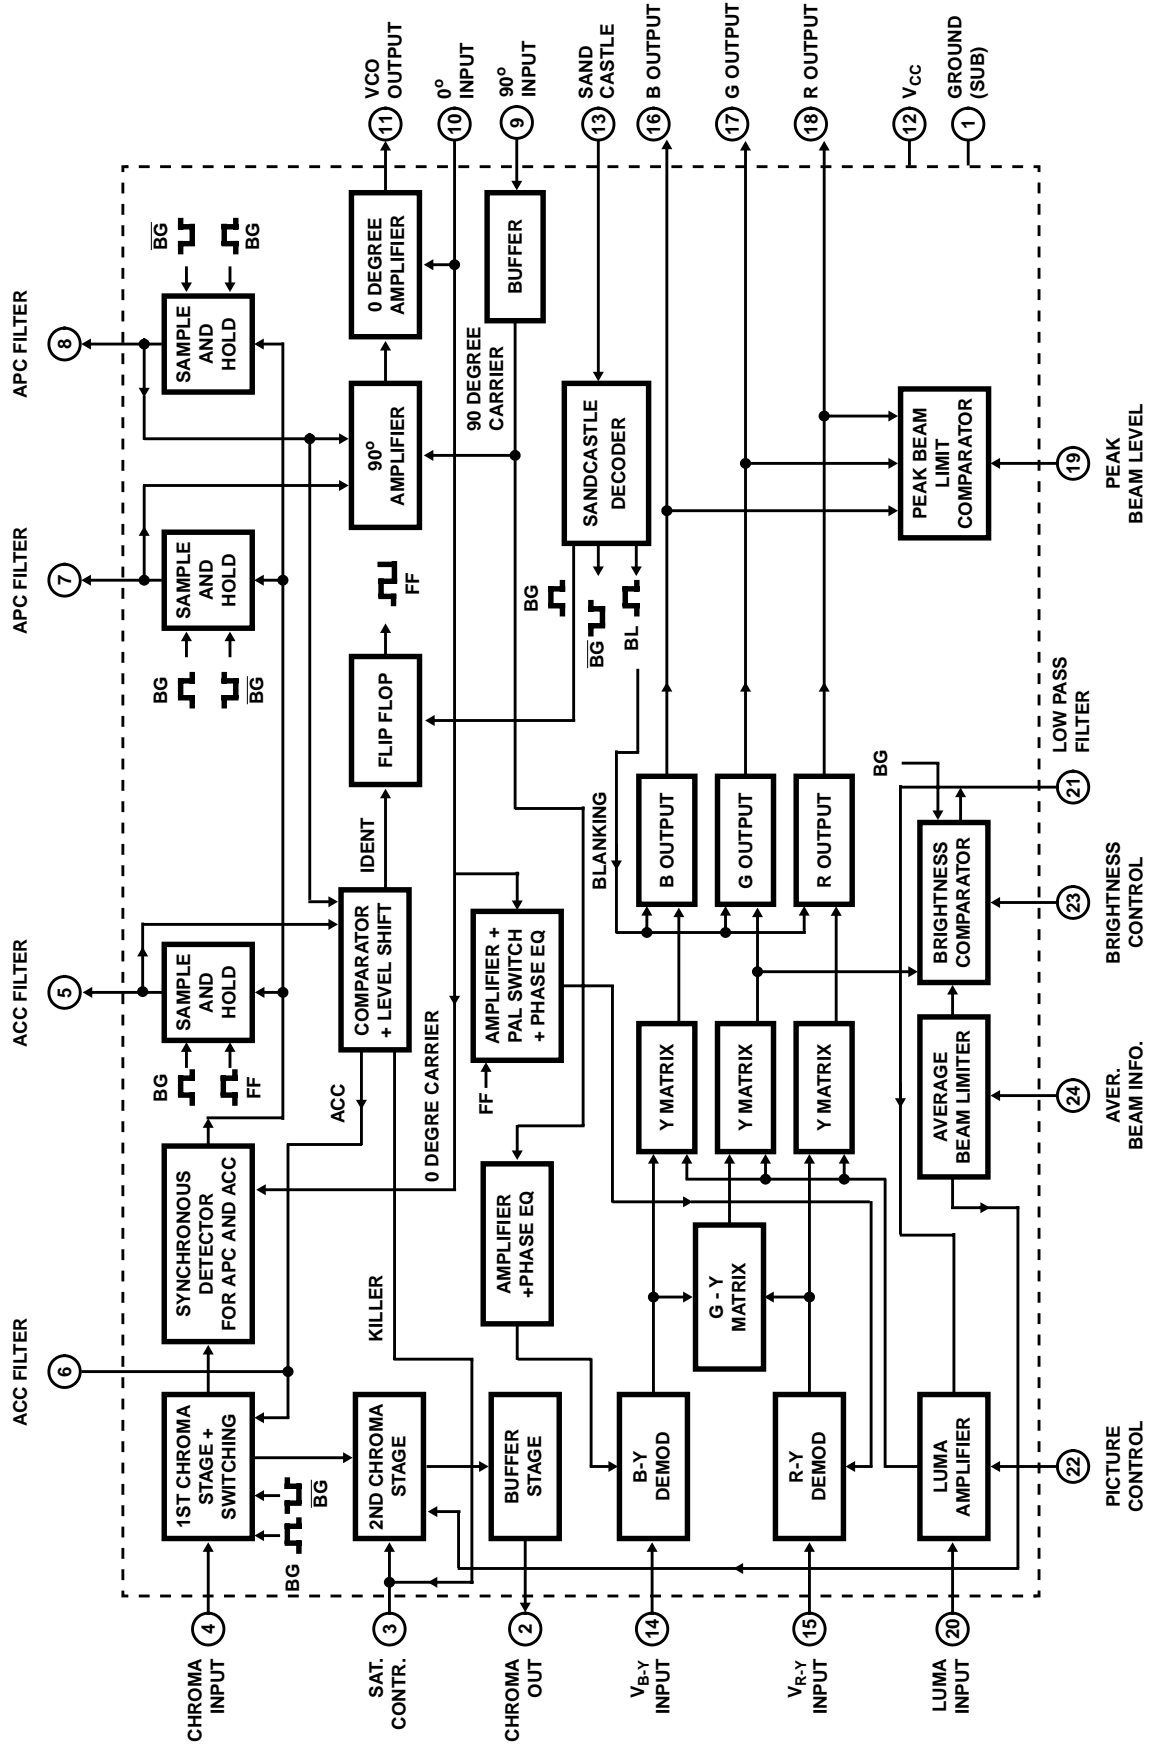 ACC FILTER
ACC FILTER
APC FILTER
APC FILTER
6
5
7
8
CHROMA
INPUT
4
1ST CHROMA
STAGE +
SWITCHING
BG
B̅G̅
SYNCHRONOUS
DETECTOR
FOR APC AND ACC
BG
FF
SAMPLE
AND
HOLD
BG
B̅G̅
SAMPLE
AND
HOLD
SAMPLE
AND
HOLD
B̅G̅
BG
SAT.
CONTR.
3
2ND CHROMA
STAGE
KILLER
ACC
COMPARATOR
+ LEVEL SHIFT
IDENT
FLIP FLOP
FF
90º
AMPLIFIER
0 DEGREE
AMPLIFIER
11
VCO
OUTPUT
0 DEGRE CARRIER
10
0º
INPUT
CHROMA
OUT
2
BUFFER
STAGE
AMPLIFIER
+PHASE EQ
FF
AMPLIFIER +
PAL SWITCH
+ PHASE EQ
90 DEGREE
CARRIER
BUFFER
9
90º
INPUT
BG
B̅G̅
BL
SANDCASTLE
DECODER
13
SAND
CASTLE
BLANKING
VB-Y
INPUT
14
B-Y
DEMOD
Y MATRIX
B OUTPUT
16
B OUTPUT
G - Y
MATRIX
Y MATRIX
G OUTPUT
17
G OUTPUT
VR-Y
INPUT
15
R-Y
DEMOD
Y MATRIX
R OUTPUT
18
R OUTPUT
BG
LUMA
INPUT
20
LUMA
AMPLIFIER
AVERAGE
BEAM LIMITER
BRIGHTNESS
COMPARATOR
PEAK BEAM
LIMIT
COMPARATOR
12
VCC
1
GROUND
(SUB)
22
24
23
21
LOW PASS
FILTER
19
PICTURE
CONTROL
AVER.
BEAM INFO.
BRIGHTNESS
CONTROL
PEAK
BEAM LEVEL